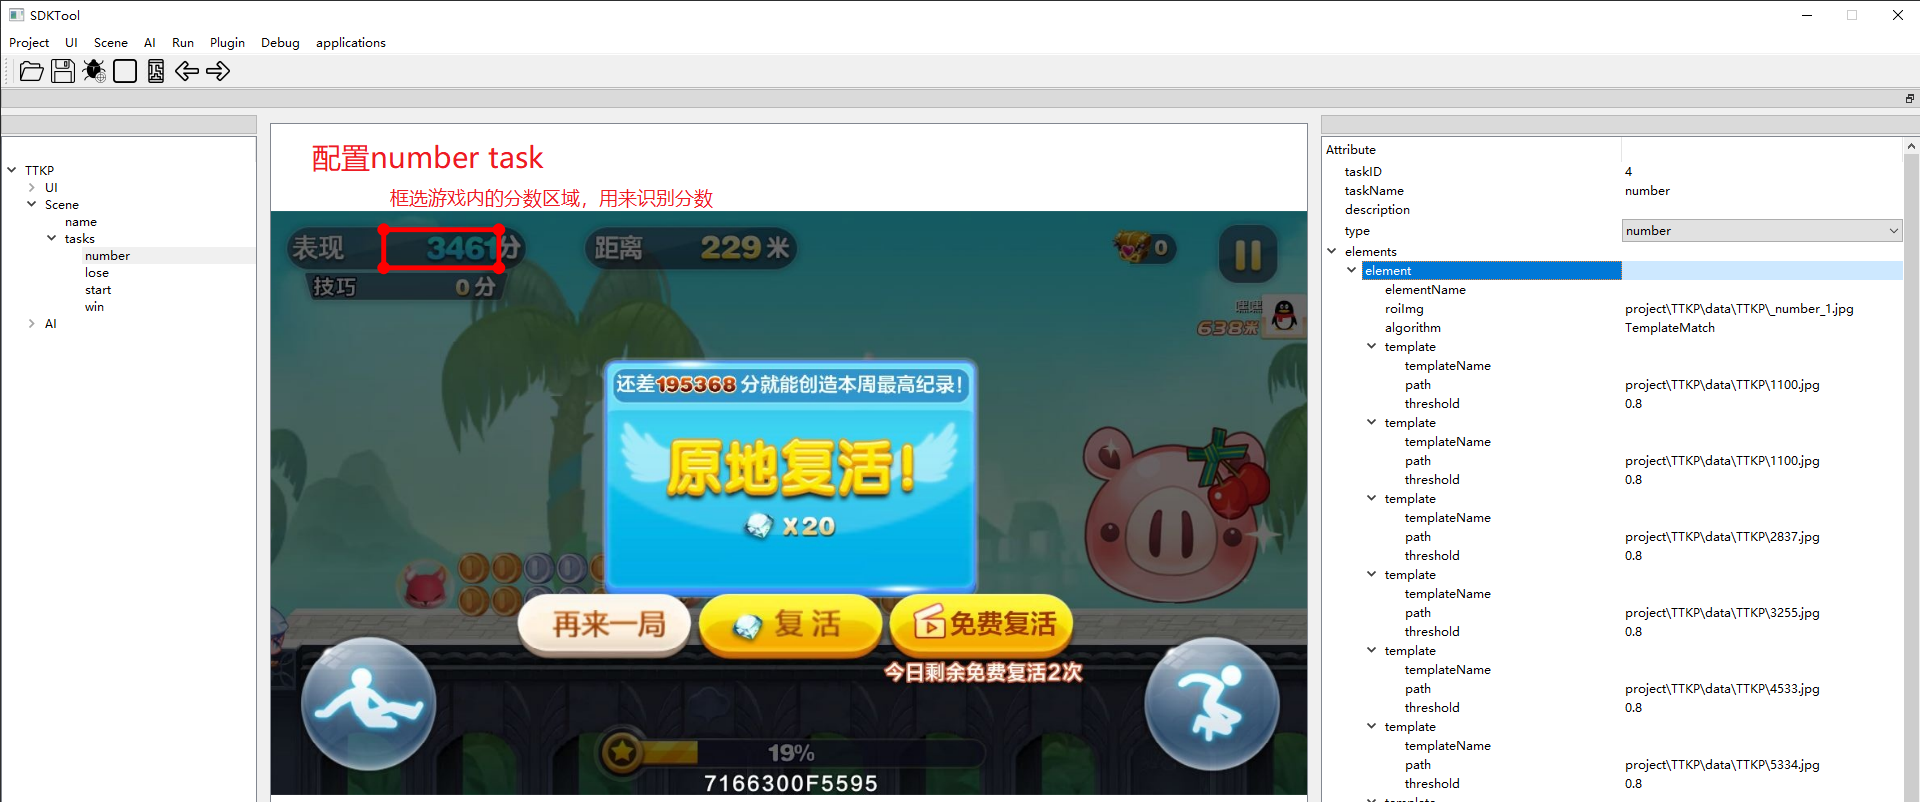 SDKTool
Project UI Scene AI Run Plugin Debug applications
TTKP
UI
Scene
name
tasks
number
lose
start
win
AI
配置number task
框选游戏内的分数区域，用来识别分数
表现 3461分 距离 229米 0
技巧 0分
638米
还差195368分就能创造本周最高纪录！
原地复活！
X20
再来一局 复活 免费复活
今日剩余免费复活2次
19%
7166300F5595
Attribute
taskID 4
taskName number
description
type number
elements
element
elementName
roiImg project\TTKP\data\TTKP\_number_1.jpg
algorithm TemplateMatch
template
templateName
path project\TTKP\data\TTKP\1100.jpg
threshold 0.8
template
templateName
path project\TTKP\data\TTKP\1100.jpg
threshold 0.8
template
templateName
path project\TTKP\data\TTKP\2837.jpg
threshold 0.8
template
templateName
path project\TTKP\data\TTKP\3255.jpg
threshold 0.8
template
templateName
path project\TTKP\data\TTKP\4533.jpg
threshold 0.8
template
templateName
path project\TTKP\data\TTKP\5334.jpg
threshold 0.8